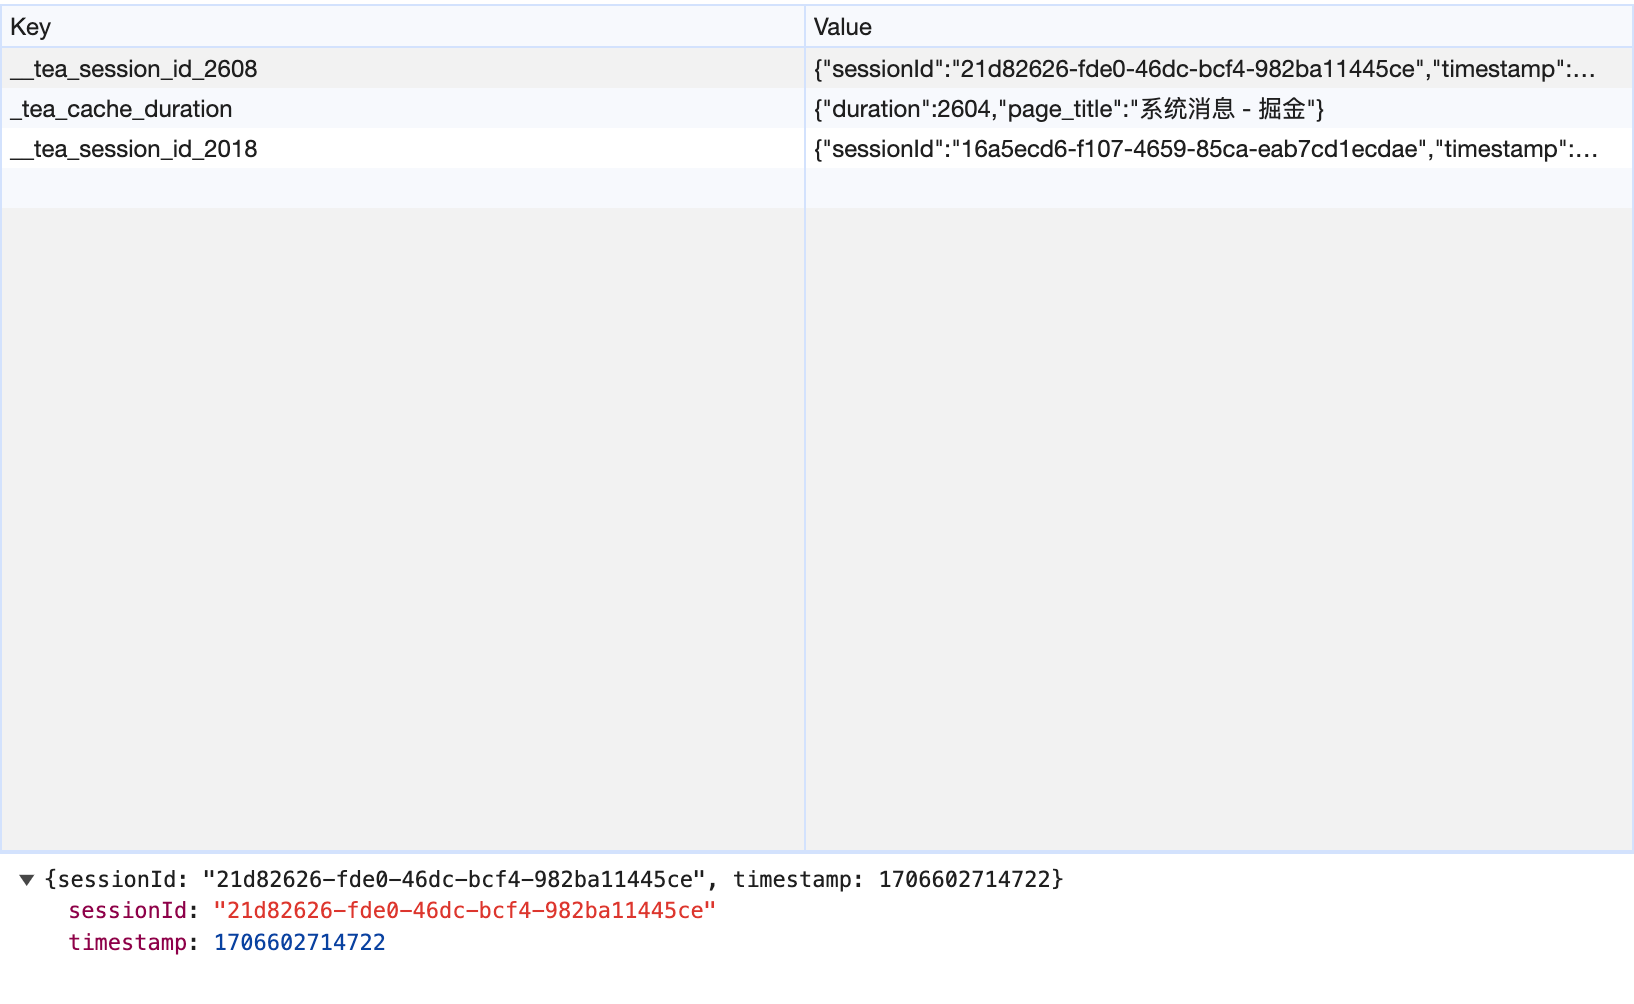 Key Value
__tea_session_id_2608 {"sessionId":"21d82626-fde0-46dc-bcf4-982ba11445ce","timestamp":...
_tea_cache_duration {"duration":2604,"page_title":"系统消息 - 掘金"}
__tea_session_id_2018 {"sessionId":"16a5ecd6-f107-4659-85ca-eab7cd1ecdae","timestamp":...
▼ {sessionId: "21d82626-fde0-46dc-bcf4-982ba11445ce", timestamp: 1706602714722}
sessionId: "21d82626-fde0-46dc-bcf4-982ba11445ce"
timestamp: 1706602714722